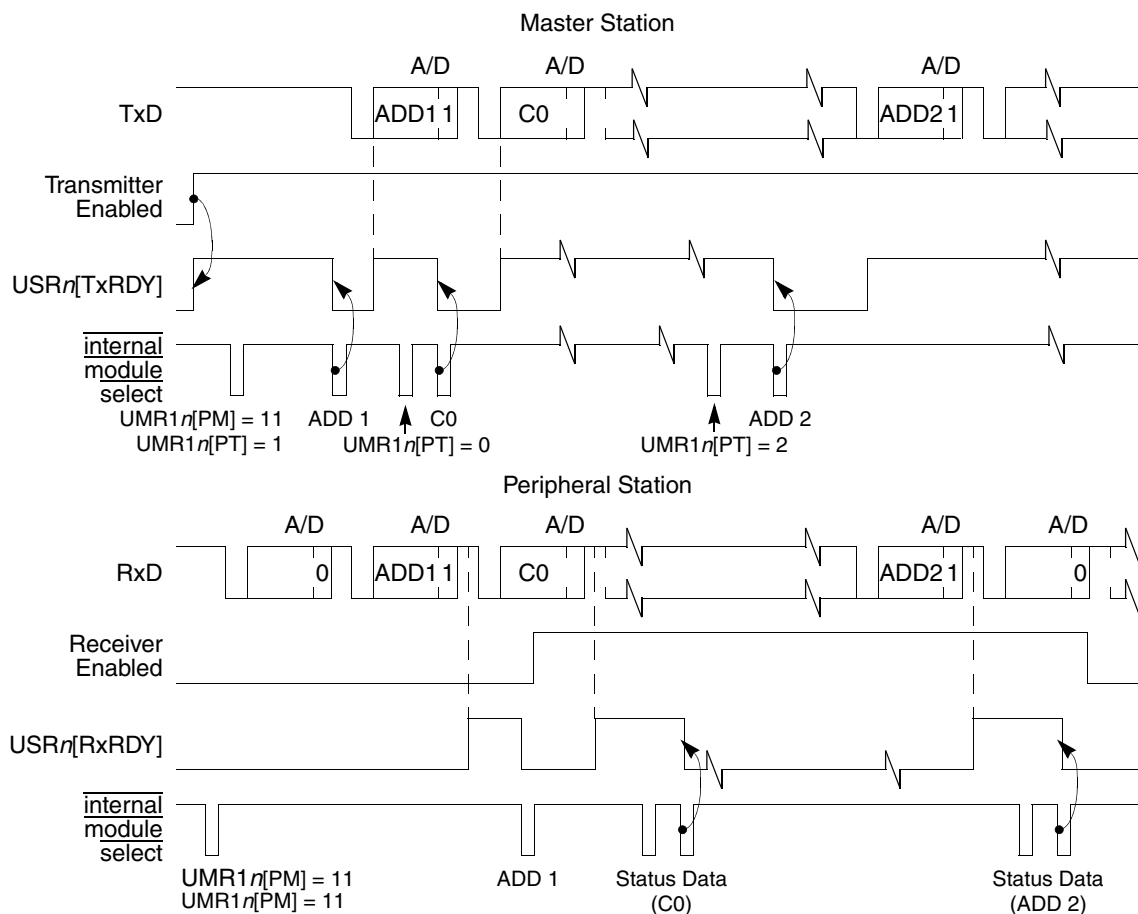 Master Station
A/D A/D A/D
TxD ADD1 1 C0 ADD2 1
Transmitter
Enabled
USRn[TxRDY]
internal
module
select
UMR1n[PM] = 11 ADD 1 C0 ADD 2
UMR1n[PT] = 1 UMR1n[PT] = 0 UMR1n[PT] = 2
Peripheral Station
A/D A/D A/D A/D A/D
RxD 0 ADD1 1 C0 ADD2 1 0
Receiver
Enabled
USRn[RxRDY]
internal
module
select
UMR1n[PM] = 11 ADD 1 Status Data Status Data
UMR1n[PM] = 11 (C0) (ADD 2)